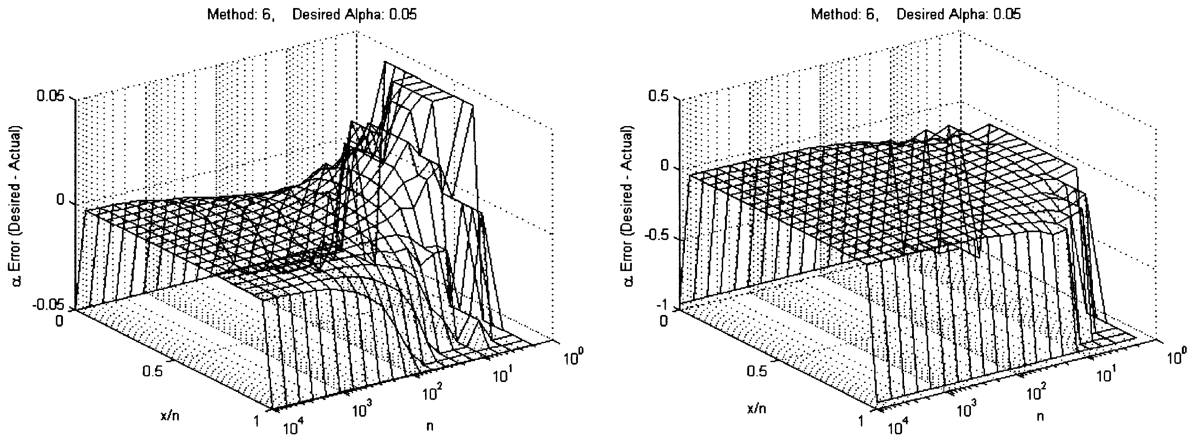 Method: 6, Desired Alpha: 0.05
0.05
0
-0.05
α Error (Desired - Actual)
0
0.5
1
x/n
10^4
10^3
10^2
10^1
10^0
n
Method: 6, Desired Alpha: 0.05
0.5
0
-0.5
-1
α Error (Desired - Actual)
0
0.5
1
x/n
10^4
10^3
10^2
10^1
10^0
n